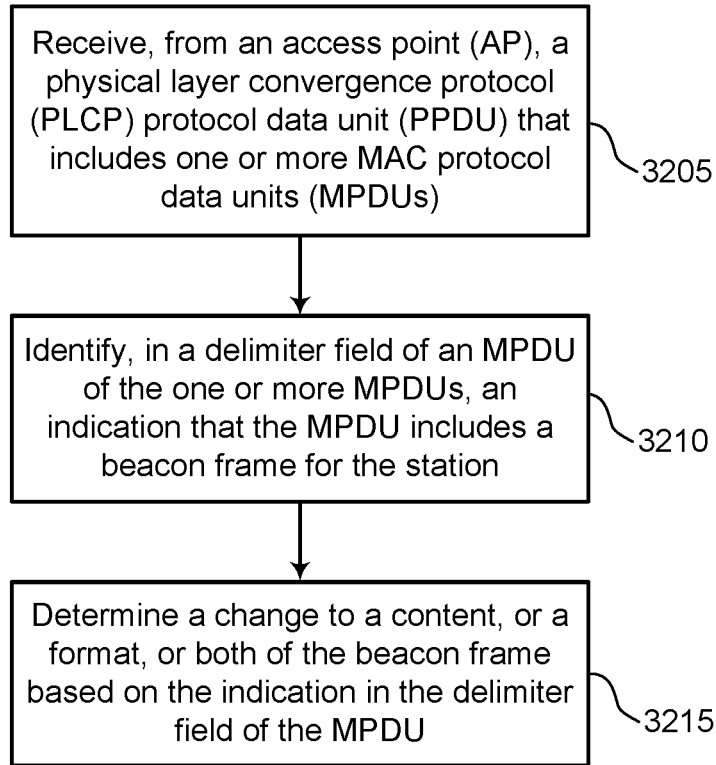 Receive, from an access point (AP), a
physical layer convergence protocol
(PLCP) protocol data unit (PPDU) that
includes one or more MAC protocol
data units (MPDUs)
3205
Identify, in a delimiter field of an MPDU
of the one or more MPDUs, an
indication that the MPDU includes a
beacon frame for the station
3210
Determine a change to a content, or a
format, or both of the beacon frame
based on the indication in the delimiter
field of the MPDU
3215